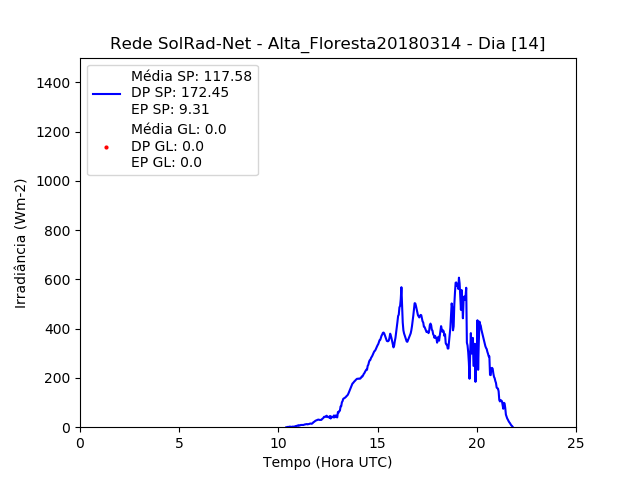 Rede SolRad-Net - Alta_Floresta20180314 - Dia [14]
Média SP: 117.58
DP SP: 172.45
EP SP: 9.31
Média GL: 0.0
DP GL: 0.0
EP GL: 0.0
Irradiância (Wm-2)
1400
1200
1000
800
600
400
200
0
0 5 10 15 20 25
Tempo (Hora UTC)